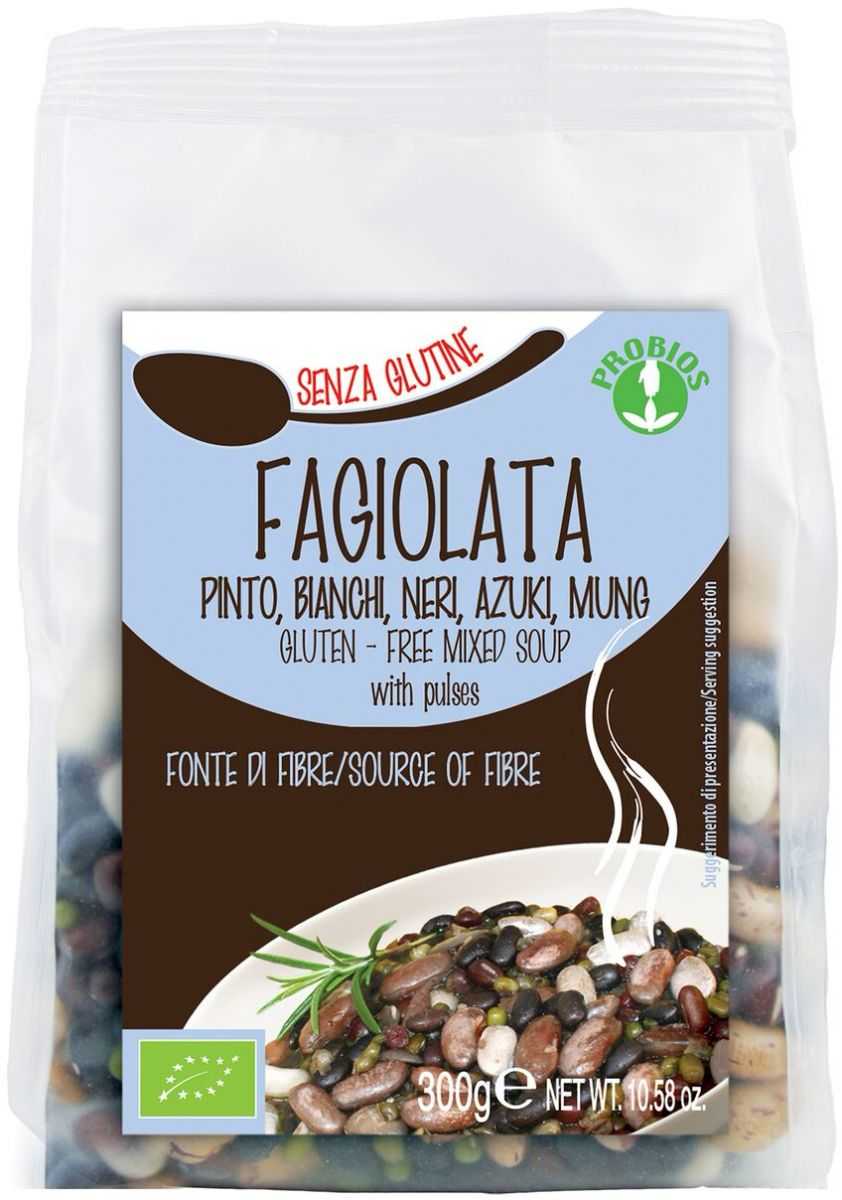 SENZA GLUTINE
PROBIOS
FAGIOLATA
PINTO, BIANCHI, NERI, AZUKI, MUNG
GLUTEN - FREE MIXED SOUP
with pulses
FONTE DI FIBRE/SOURCE OF FIBRE
Suggerimento di presentazione/Serving suggestion
300g e NET WT. 10.58 oz.